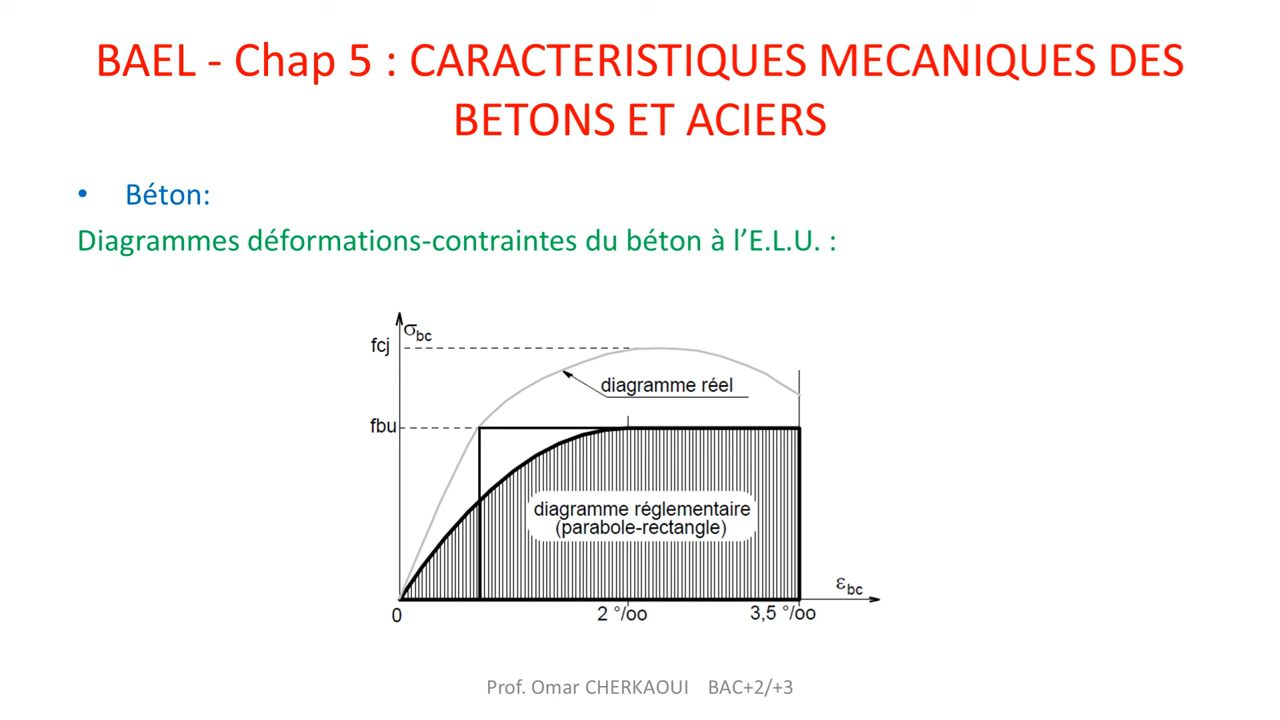 BAEL - Chap 5 : CARACTERISTIQUES MECANIQUES DES
BETONS ET ACIERS
• Béton:
Diagrammes déformations-contraintes du béton à l’E.L.U. :
σbc
fcj
diagramme réel
fbu
diagramme réglementaire
(parabole-rectangle)
εbc
0
2 °/oo
3,5 °/oo
Prof. Omar CHERKAOUI BAC+2/+3